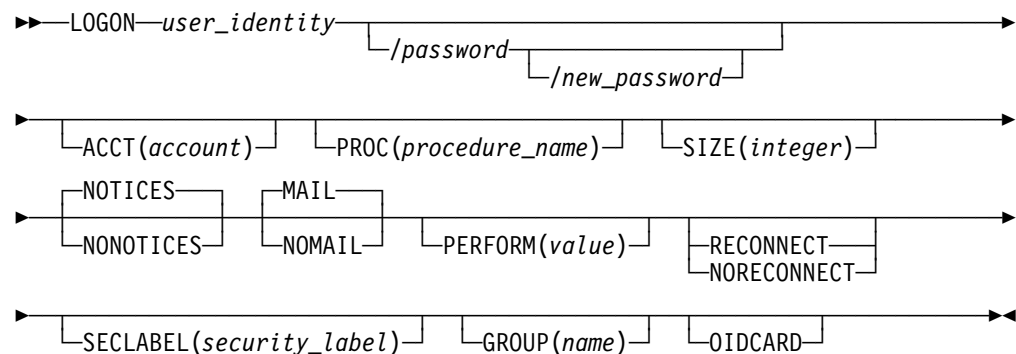 LOGON user_identity
/password
/new_password
ACCT(account) PROC(procedure_name) SIZE(integer)
NOTICES MAIL
NONOTICES NOMAIL PERFORM(value) RECONNECT
NORECONNECT
SECLABEL(security_label) GROUP(name) OIDCARD